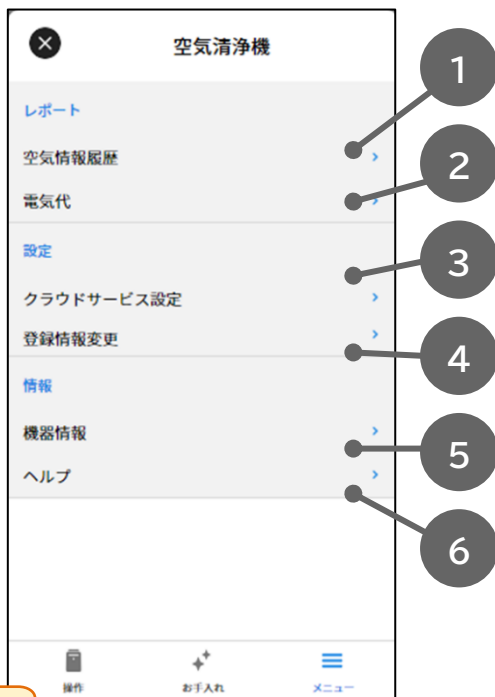 空気清浄機
レポート
空気情報履歴
電気代
設定
クラウドサービス設定
登録情報変更
情報
機器情報
ヘルプ
操作
お手入れ
メニュー
1
2
3
4
5
6